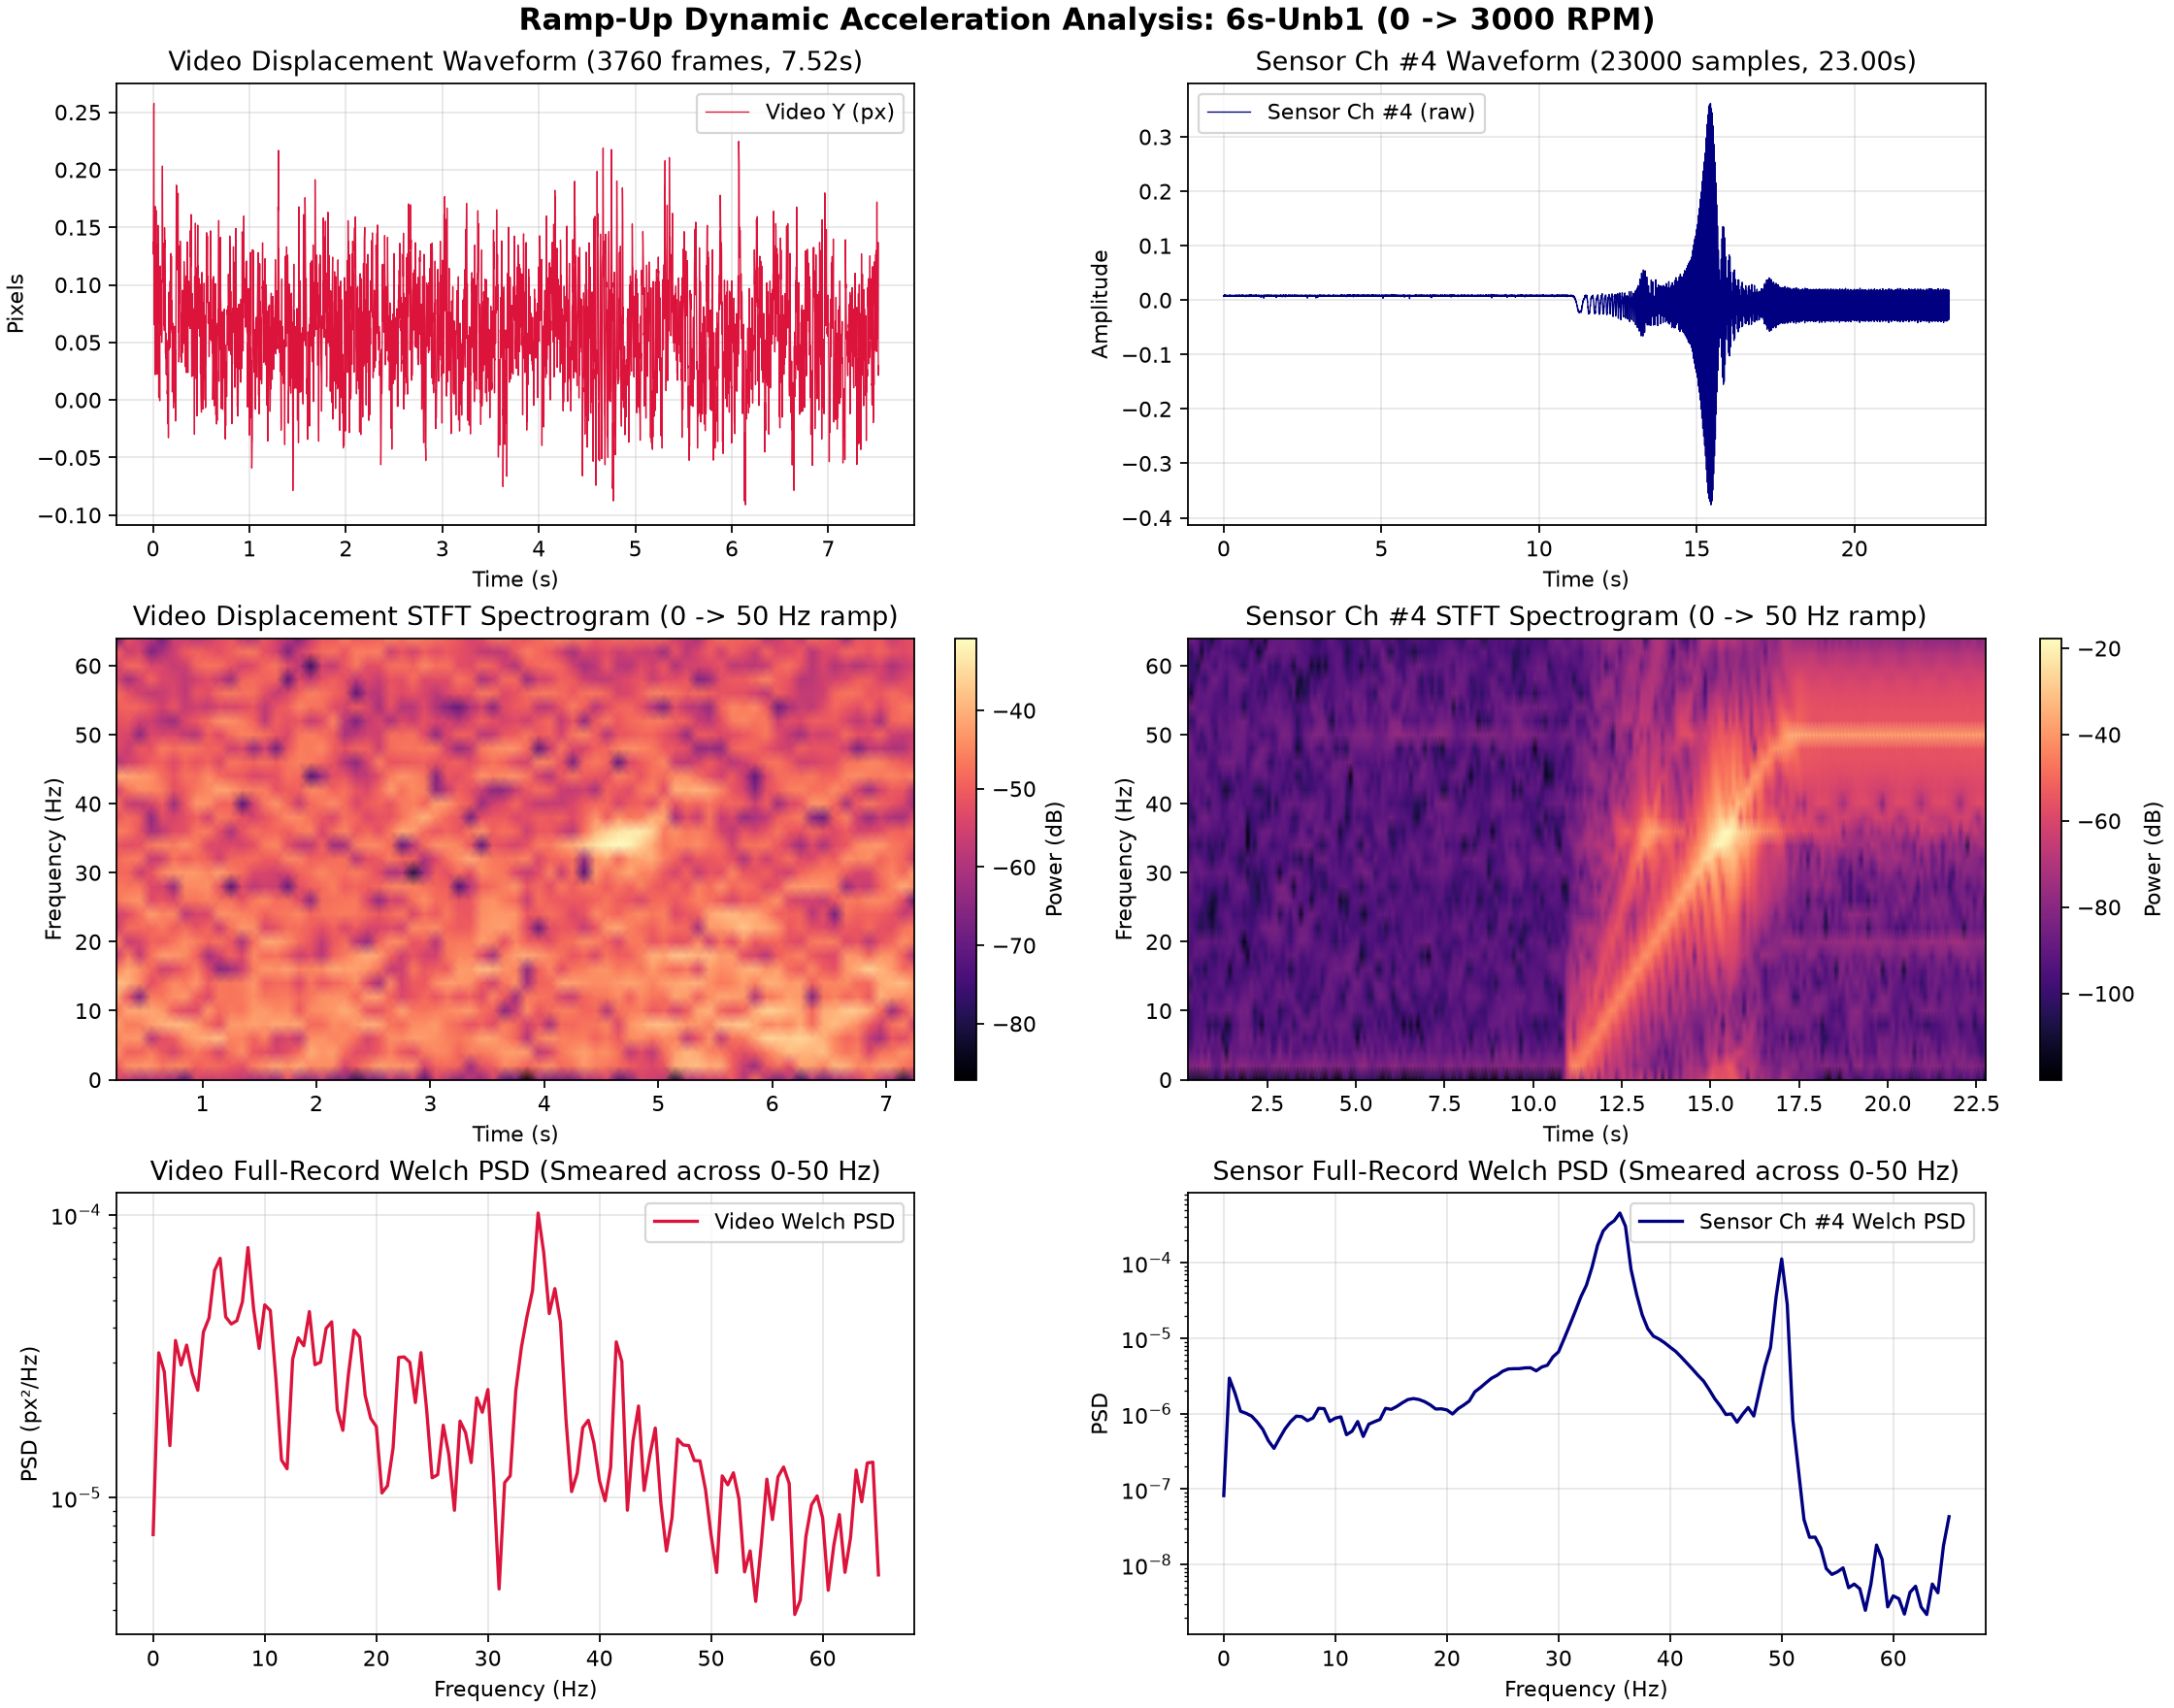 Ramp-Up Dynamic Acceleration Analysis: 6s-Unb1 (0 -> 3000 RPM)
Video Displacement Waveform (3760 frames, 7.52s)
Video Y (px)
Pixels
0.25
0.20
0.15
0.10
0.05
0.00
−0.05
−0.10
0 1 2 3 4 5 6 7
Time (s)
Sensor Ch #4 Waveform (23000 samples, 23.00s)
Sensor Ch #4 (raw)
Amplitude
0.3
0.2
0.1
0.0
−0.1
−0.2
−0.3
−0.4
0 5 10 15 20
Time (s)
Video Displacement STFT Spectrogram (0 -> 50 Hz ramp)
Frequency (Hz)
60
50
40
30
20
10
0
1 2 3 4 5 6 7
Time (s)
−40
−50
−60
−70
−80
Power (dB)
Sensor Ch #4 STFT Spectrogram (0 -> 50 Hz ramp)
Frequency (Hz)
60
50
40
30
20
10
0
2.5 5.0 7.5 10.0 12.5 15.0 17.5 20.0 22.5
Time (s)
−20
−40
−60
−80
−100
Power (dB)
Video Full-Record Welch PSD (Smeared across 0-50 Hz)
Video Welch PSD
PSD (px²/Hz)
10⁻⁴
10⁻⁵
0 10 20 30 40 50 60
Frequency (Hz)
Sensor Full-Record Welch PSD (Smeared across 0-50 Hz)
Sensor Ch #4 Welch PSD
PSD
10⁻⁴
10⁻⁵
10⁻⁶
10⁻⁷
10⁻⁸
0 10 20 30 40 50 60
Frequency (Hz)